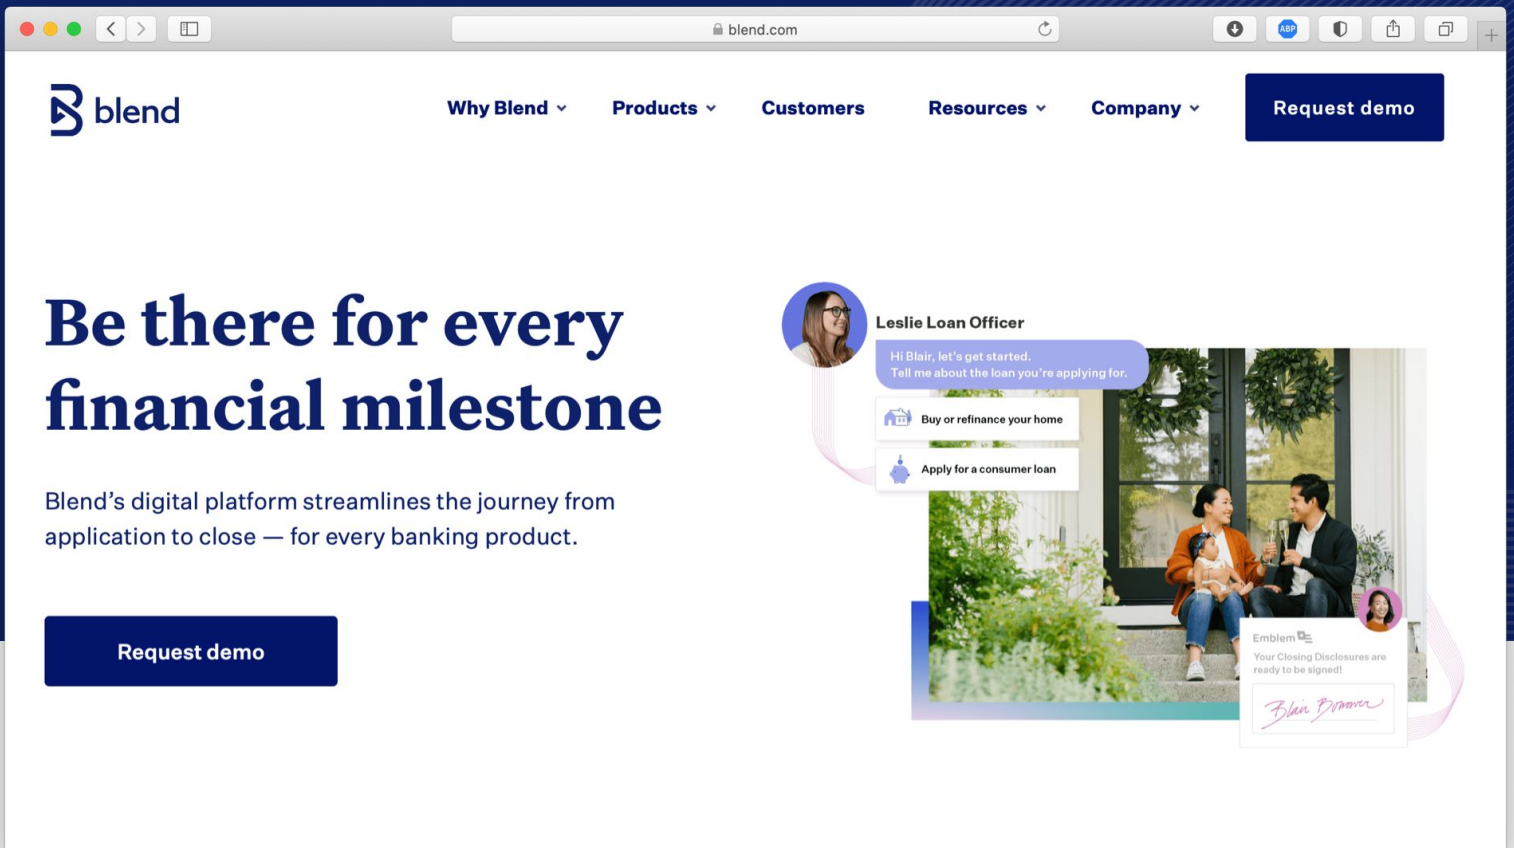 blend.com
ABP
blend
Why Blend
Products
Customers
Resources
Company
Request demo
Be there for every
financial milestone
Blend’s digital platform streamlines the journey from
application to close — for every banking product.
Request demo
Leslie Loan Officer
Hi Blair, let’s get started.
Tell me about the loan you’re applying for.
Buy or refinance your home
Apply for a consumer loan
Emblem
Your Closing Disclosures are
ready to be signed!
Blair Bommer